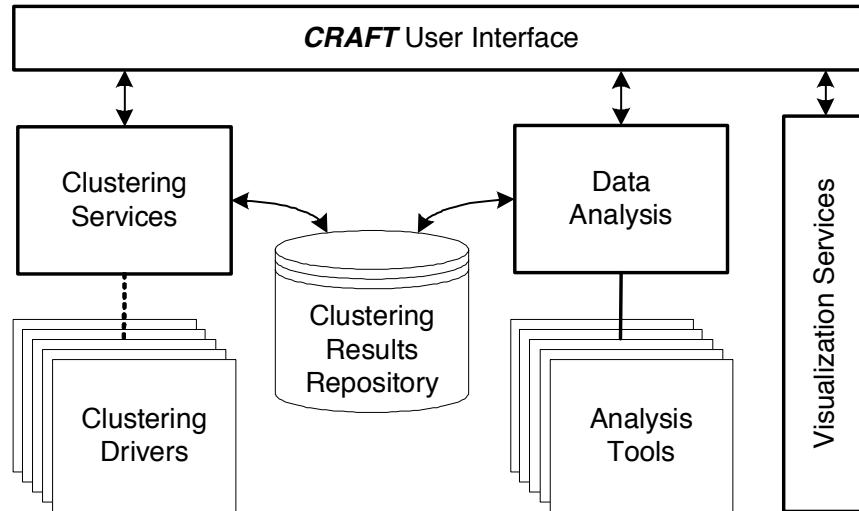 CRAFT User Interface
Clustering
Services
Data
Analysis
Visualization Services
Clustering
Results
Repository
Clustering
Drivers
Analysis
Tools